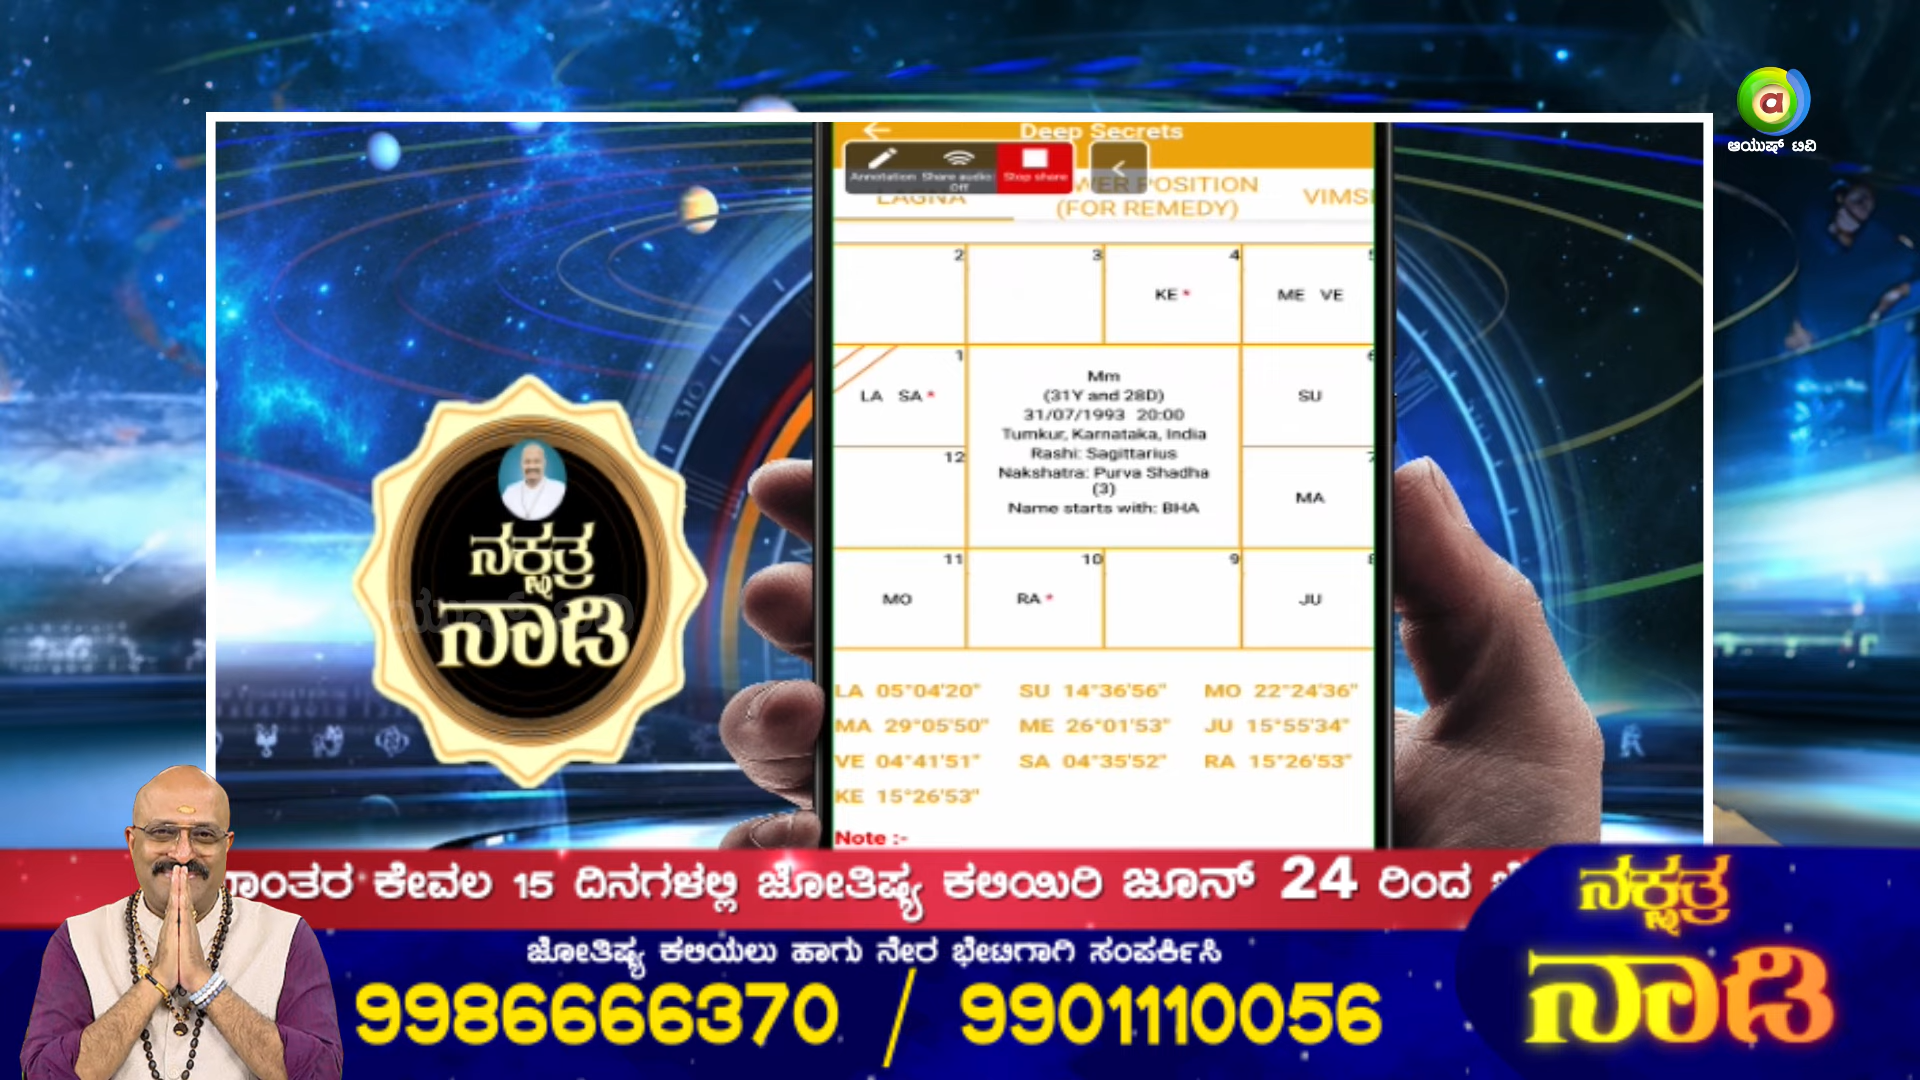 ಆಯುಷ್ ಟಿವಿ
Deep Secrets
Annotation Share audio: Off Stop share
LAGNA
POSITION
(FOR REMEDY)
2 3 4
KE * ME VE
1 6
LA SA *
SU
Mm
(31Y and 28D)
31/07/1993 20:00
Tumkur, Karnataka, India
Rashi: Sagittarius
Nakshatra: Purva Shadha
(3)
Name starts with: BHA
12 7
MA
11 10 9 8
MO RA * JU
LA 05°04'20" SU 14°36'56" MO 22°24'36"
MA 29°05'50" ME 26°01'53" JU 15°55'34"
VE 04°41'51" SA 04°35'52" RA 15°26'53"
KE 15°26'53"
Note :-
ನಕ್ಷತ್ರ
ನಾಡಿ
ಕೇವಲ 15 ದಿನಗಳಲ್ಲಿ ಜ್ಯೋತಿಷ್ಯ ಕಲಿಯಿರಿ ಜೂನ್ 24 ರಿಂದ
ಜ್ಯೋತಿಷ್ಯ ಕಲಿಯಲು ಹಾಗು ನೇರ ಭೇಟಿಗಾಗಿ ಸಂಪರ್ಕಿಸಿ
9986666370 / 9901110056
ನಕ್ಷತ್ರ
ನಾಡಿ